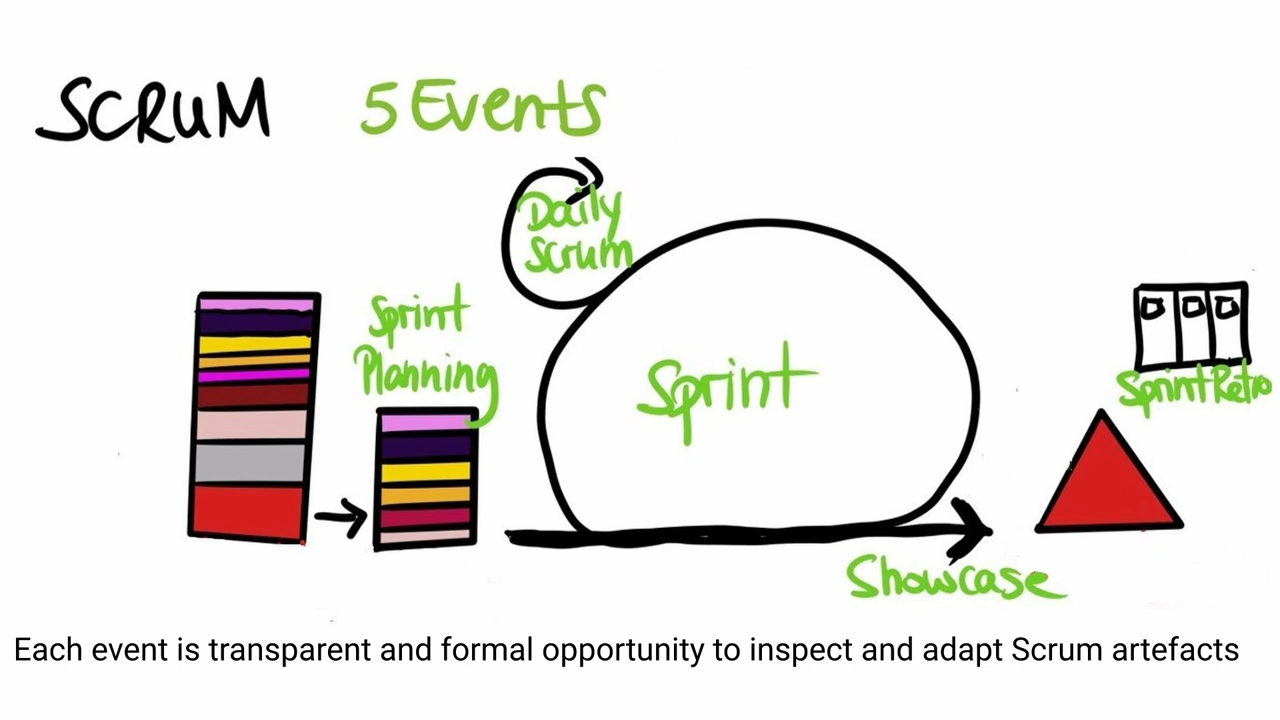 SCRUM 5 Events
Daily
Scrum
Sprint
Planning
Sprint
Sprint Retro
Showcase
Each event is transparent and formal opportunity to inspect and adapt Scrum artefacts